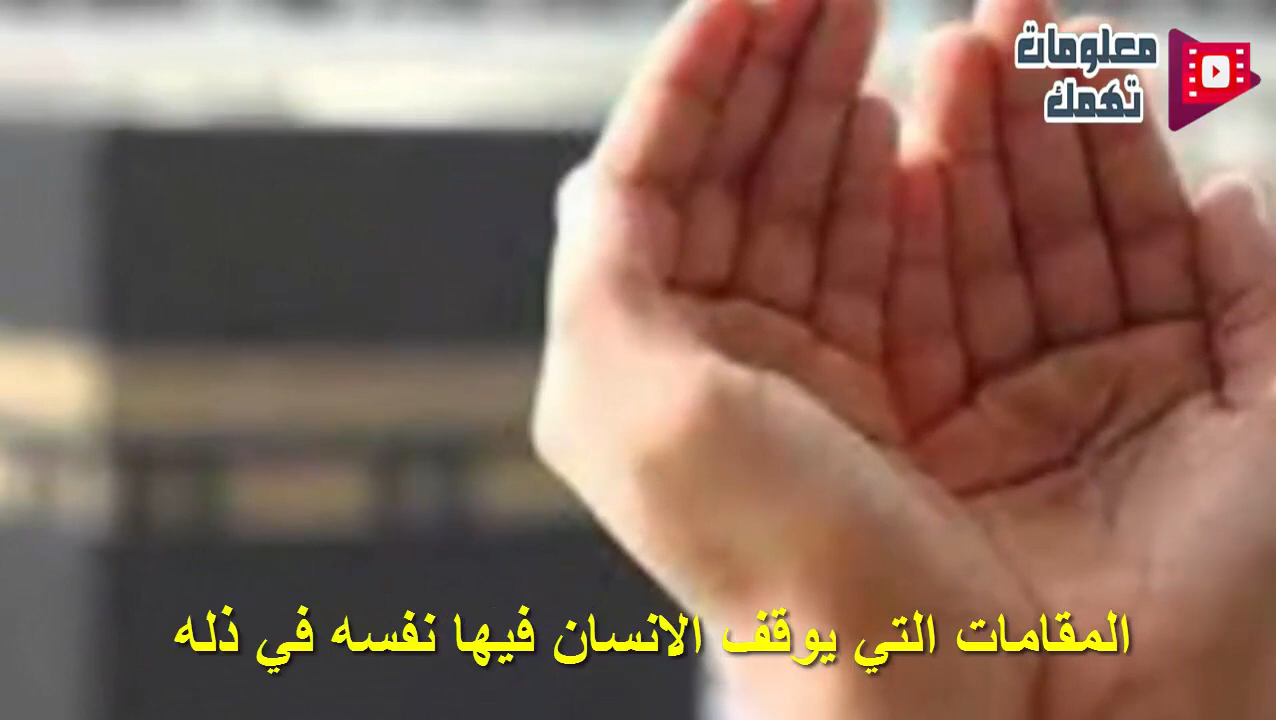 معلومات
تهمك
المقامات التي يوقف الانسان فيها نفسه في ذله